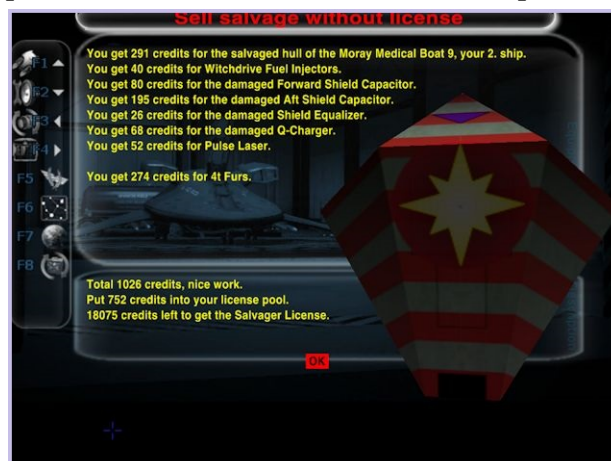 Sell salvage without license
You get 291 credits for the salvaged hull of the Moray Medical Boat 9, your 2. ship.
You get 40 credits for Witchdrive Fuel Injectors.
You get 80 credits for the damaged Forward Shield Capacitor.
You get 195 credits for the damaged Aft Shield Capacitor.
You get 26 credits for the damaged Shield Equalizer.
You get 68 credits for the damaged Q-Charger.
You get 52 credits for Pulse Laser.
You get 274 credits for 4t Furs.
F1
F2
F3
F4
F5
F6
F7
F8
Total 1026 credits, nice work.
Put 752 credits into your license pool.
18075 credits left to get the Salvager License.
OK